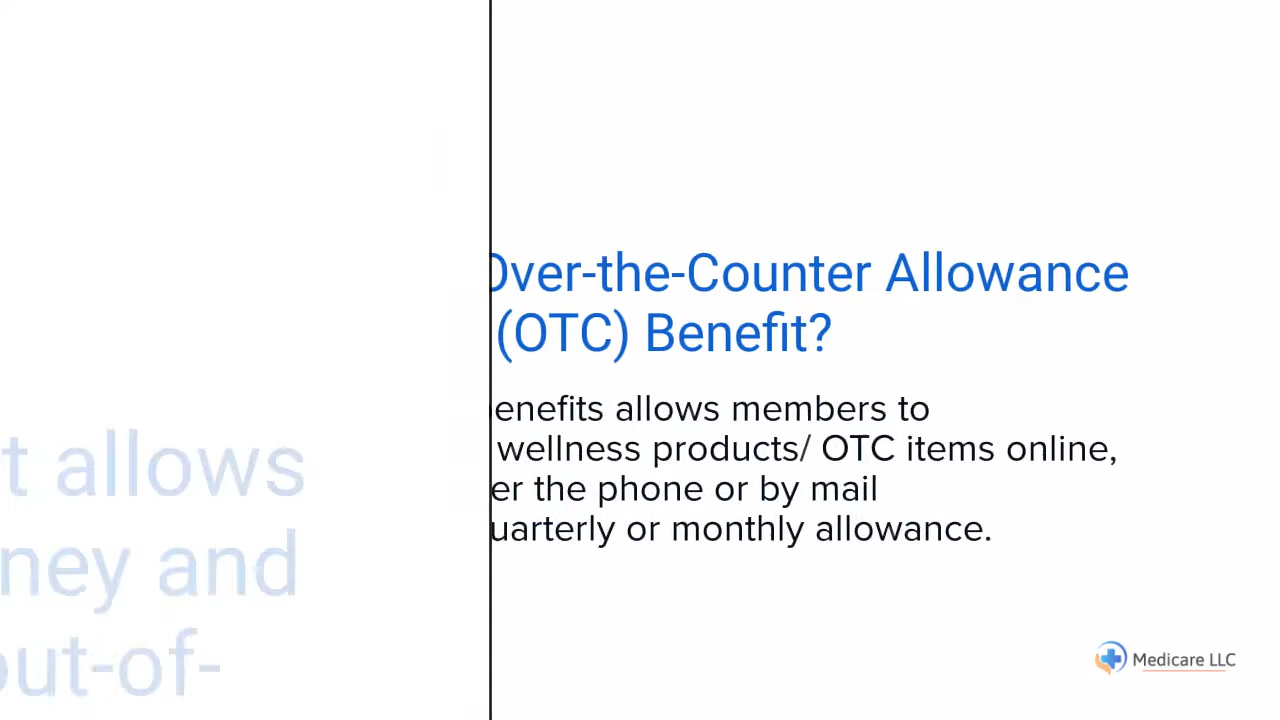 Over-the-Counter Allowance
(OTC) Benefit?
enefits allows members to
wellness products/ OTC items online,
er the phone or by mail
uarterly or monthly allowance.
t allows
ney and
out-of-
Medicare LLC